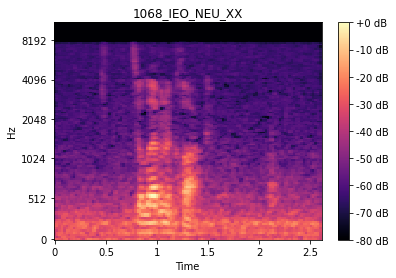 1068_IEO_NEU_XX
+0 dB
8192
-10 dB
4096
-20 dB
-30 dB
2048
-40 dB
Hz
1024
-50 dB
-60 dB
512
-70 dB
0
-80 dB
0 0.5 1 1.5 2 2.5
Time